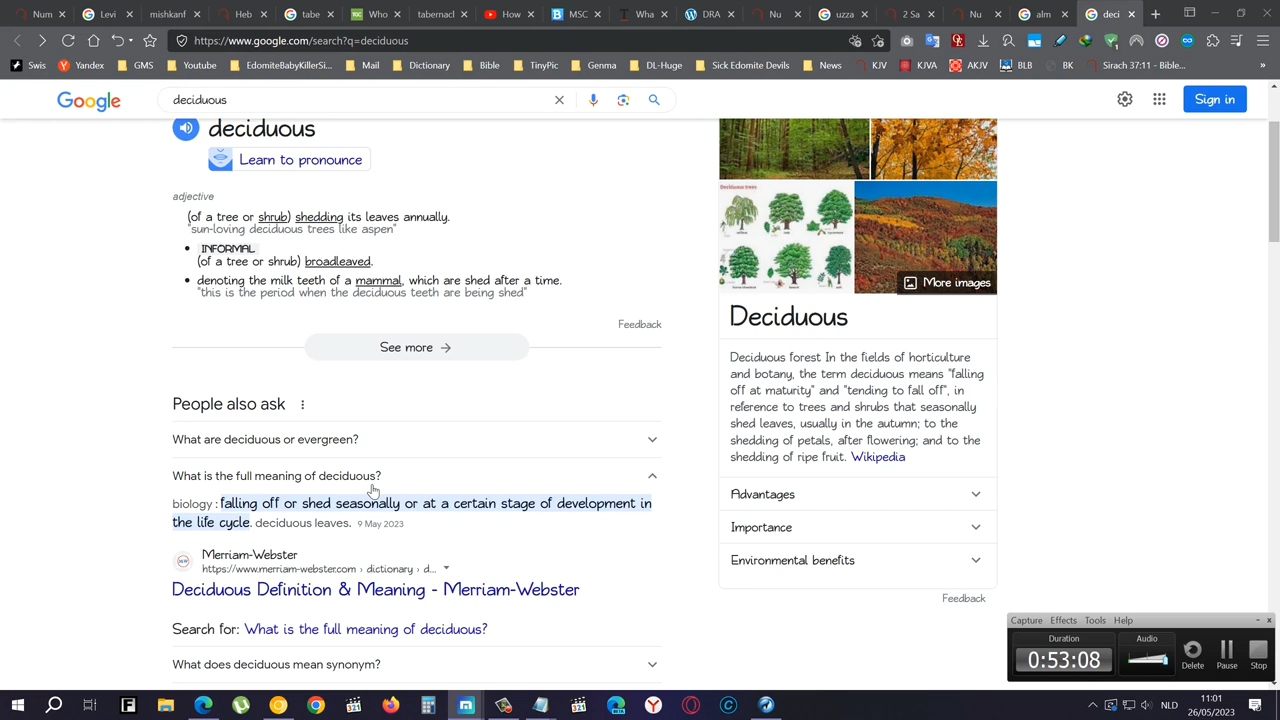 Num
Levi
mishkanf
Heb
tabe
Who
tabernacl
How
MSC
Wha
DRA
Nu
uzza
2 Sa
Nu
alm
deci
https://www.google.com/search?q=deciduous
Swis
Yandex
GMS
Youtube
EdomiteBabyKillerSi...
Mail
Dictionary
Bible
TinyPic
Genma
DL-Huge
Sick Edomite Devils
News
KJV
KJVA
AKJV
BLB
BK
Sirach 37:11 - Bible...
Google
deciduous
Sign in
deciduous
Learn to pronounce
adjective
(of a tree or shrub) shedding its leaves annually.
"sun-loving deciduous trees like aspen"
INFORMAL
(of a tree or shrub) broadleaved.
denoting the milk teeth of a mammal, which are shed after a time.
"this is the period when the deciduous teeth are being shed"
Feedback
See more
People also ask
What are deciduous or evergreen?
What is the full meaning of deciduous?
biology : falling off or shed seasonally or at a certain stage of development in
the life cycle. deciduous leaves. 9 May 2023
Merriam-Webster
https://www.merriam-webster.com › dictionary › d...
Deciduous Definition & Meaning - Merriam-Webster
Search for: What is the full meaning of deciduous?
What does deciduous mean synonym?
Deciduous trees
More images
Deciduous
Deciduous forest In the fields of horticulture
and botany, the term deciduous means "falling
off at maturity" and "tending to fall off", in
reference to trees and shrubs that seasonally
shed leaves, usually in the autumn; to the
shedding of petals, after flowering; and to the
shedding of ripe fruit. Wikipedia
Advantages
Importance
Environmental benefits
Feedback
Capture Effects Tools Help
Duration
0:53:08
Audio
Delete
Pause
Stop
NLD
11:01
26/05/2023